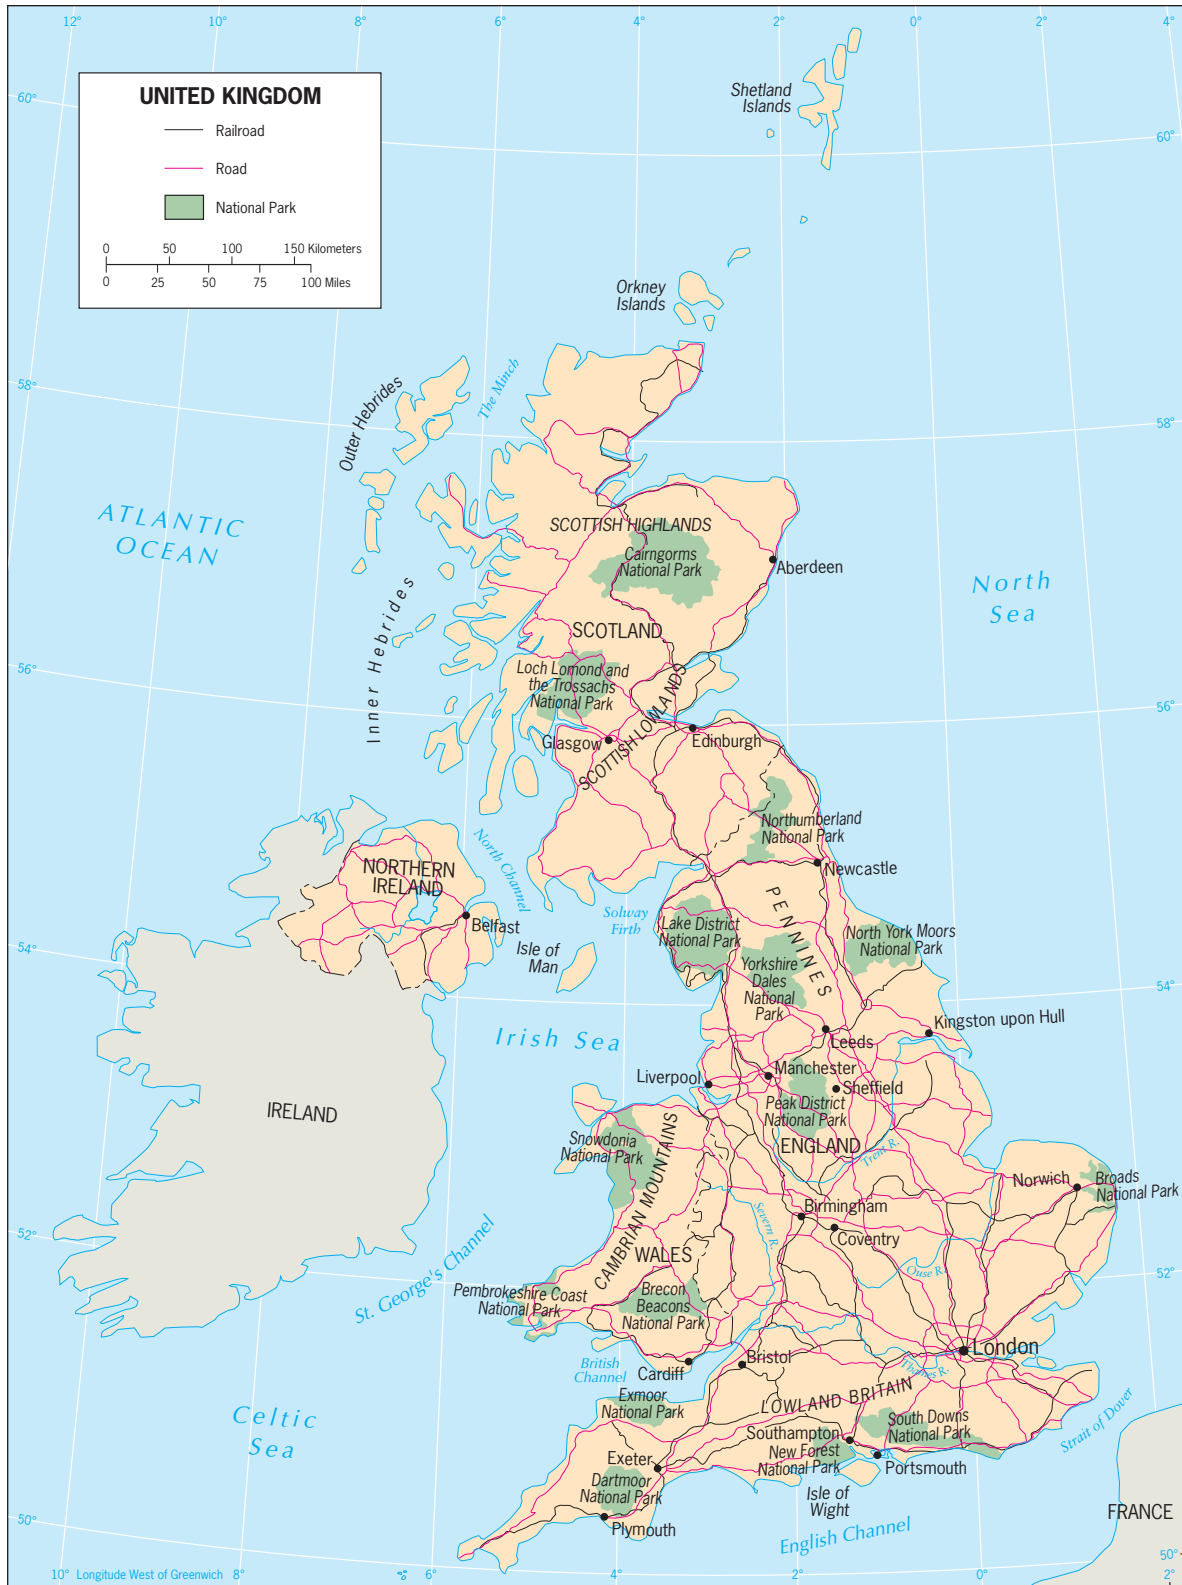 12°
10°
8°
6°
4°
2°
0°
2°
4°
UNITED KINGDOM
Railroad
Road
National Park
0
50
100
150 Kilometers
0
25
50
75
100 Miles
60°
60°
Shetland
Islands
Orkney
Islands
58°
58°
The Minch
Outer Hebrides
ATLANTIC
OCEAN
SCOTTISH HIGHLANDS
Cairngorms
National Park
Aberdeen
North
Sea
Inner Hebrides
SCOTLAND
56°
56°
Loch Lomond and
the Trossachs
National Park
SCOTTISH LOWLANDS
Glasgow
Edinburgh
Northumberland
National Park
Newcastle
North Channel
NORTHERN
IRELAND
Belfast
Solway
Firth
Isle of
Man
Lake District
National Park
PENNINES
North York Moors
National Park
Yorkshire
Dales
National
Park
54°
54°
Irish Sea
Kingston upon Hull
Leeds
Liverpool
Manchester
Sheffield
Peak District
National Park
IRELAND
ENGLAND
Trent R.
Snowdonia
National Park
CAMBRIAN MOUNTAINS
Norwich
Broads
National Park
Birmingham
Severn R.
Coventry
52°
52°
St. George's Channel
WALES
Ouse R.
Pembrokeshire Coast
National Park
Brecon
Beacons
National Park
London
Thames R.
British
Channel
Cardiff
Bristol
LOWLAND BRITAIN
Exmoor
National Park
Celtic
Sea
South Downs
National Park
Strait of Dover
Southampton
New Forest
National Park
Portsmouth
Exeter
Dartmoor
National Park
Isle of
Wight
Plymouth
English Channel
FRANCE
50°
50°
10°
Longitude West of Greenwich
8°
6°
4°
2°
0°
2°